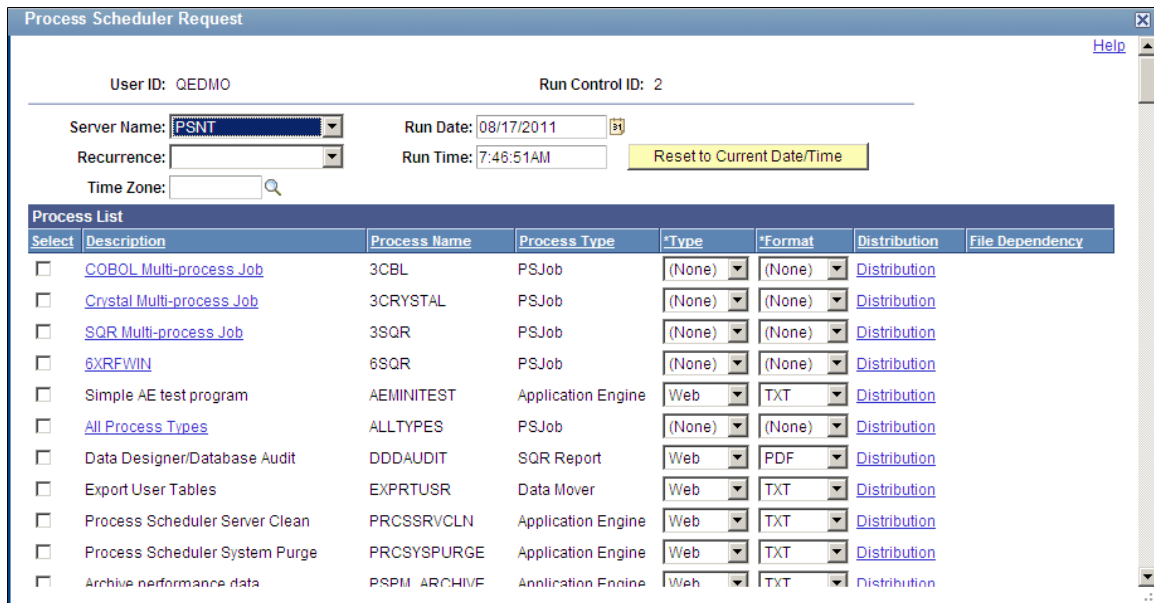 Process Scheduler Request
Help
User ID: QEDMO Run Control ID: 2
Server Name: PSNT Run Date: 08/17/2011
Recurrence: Run Time: 7:46:51AM Reset to Current Date/Time
Time Zone:
Process List
Select Description Process Name Process Type *Type *Format Distribution File Dependency
COBOL Multi-process Job 3CBL PSJob (None) (None) Distribution
Crystal Multi-process Job 3CRYSTAL PSJob (None) (None) Distribution
SQR Multi-process Job 3SQR PSJob (None) (None) Distribution
6XRFWIN 6SQR PSJob (None) (None) Distribution
Simple AE test program AEMINITEST Application Engine Web TXT Distribution
All Process Types ALLTYPES PSJob (None) (None) Distribution
Data Designer/Database Audit DDDAUDIT SQR Report Web PDF Distribution
Export User Tables EXPRTUSR Data Mover Web TXT Distribution
Process Scheduler Server Clean PRCSSRVCLN Application Engine Web TXT Distribution
Process Scheduler System Purge PRCSYSPURGE Application Engine Web TXT Distribution
Archive performance data PSPM_ARCHIVE Application Engine Web TXT Distribution